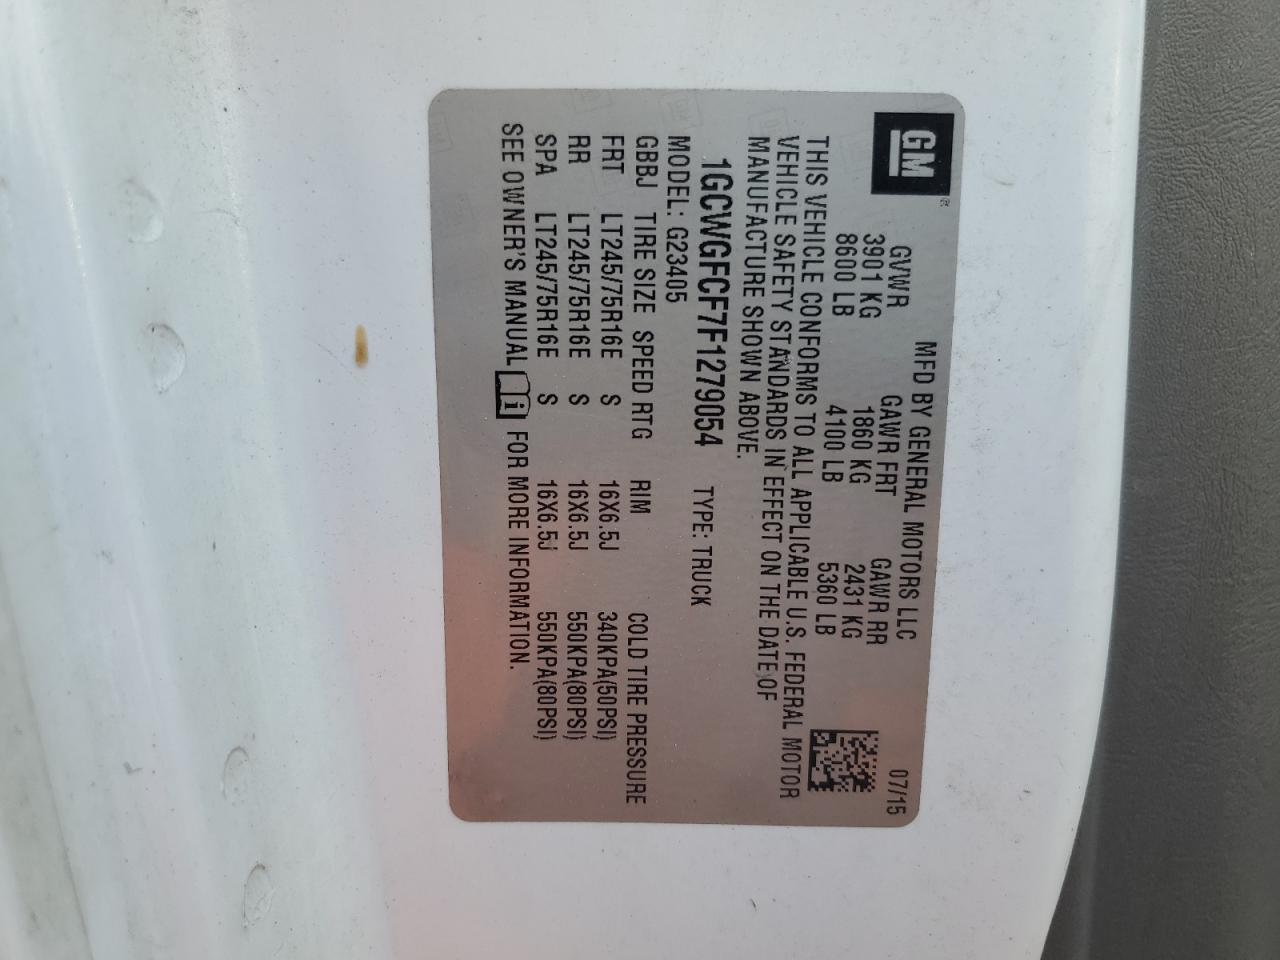 GM
MFD BY GENERAL MOTORS LLC 07/15
GVWR GAWR FRT GAWR RR
3901 KG 1860 KG 2431 KG
8600 LB 4100 LB 5360 LB
THIS VEHICLE CONFORMS TO ALL APPLICABLE U.S. FEDERAL MOTOR
VEHICLE SAFETY STANDARDS IN EFFECT ON THE DATE OF
MANUFACTURE SHOWN ABOVE.
1GCWGFCF7F1279054 TYPE: TRUCK
MODEL: G23405
GBBJ TIRE SIZE SPEED RTG RIM COLD TIRE PRESSURE
FRT LT245/75R16E S 16X6.5J 340KPA(50PSI)
RR LT245/75R16E S 16X6.5J 550KPA(80PSI)
SPA LT245/75R16E S 16X6.5J 550KPA(80PSI)
SEE OWNER'S MANUAL i FOR MORE INFORMATION.